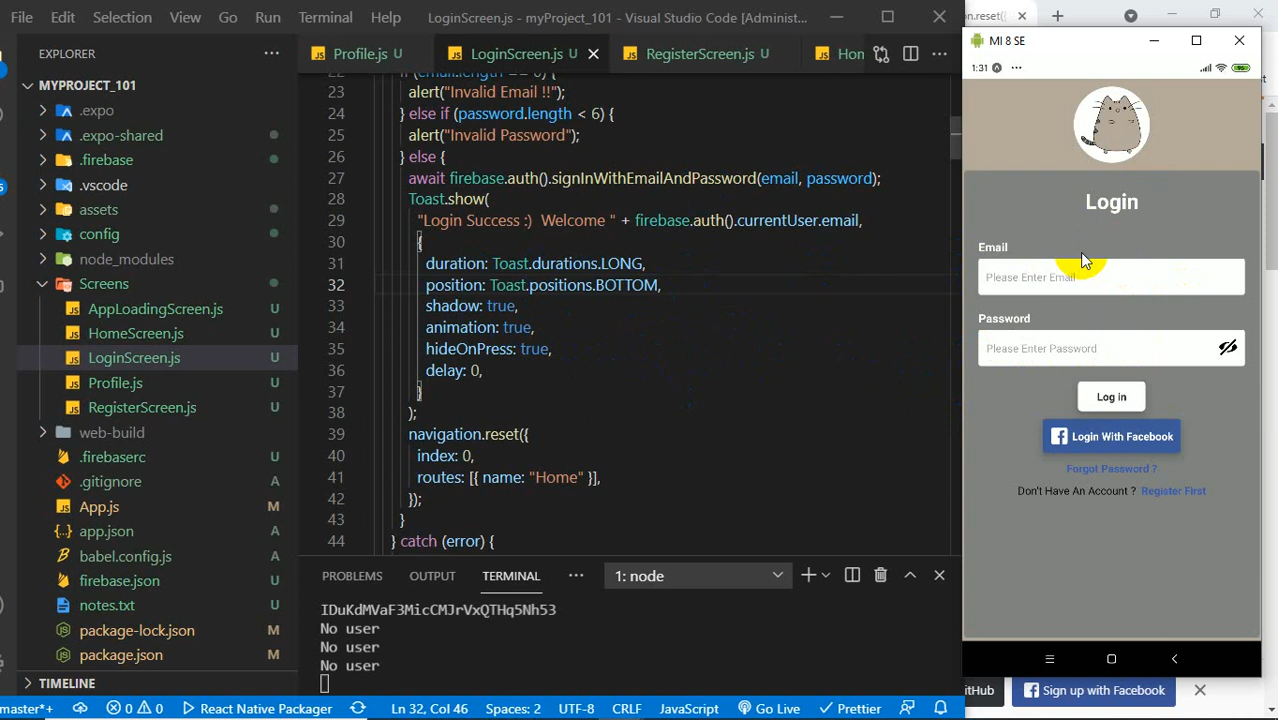 File Edit Selection View Go Run Terminal Help LoginScreen.js - myProject_101 - Visual Studio Code [Administ...
on.reset()
EXPLORER
Profile.js U LoginScreen.js U RegisterScreen.js U Hom
MYPROJECT_101
.expo
.expo-shared
.firebase
.vscode
assets
config
node_modules
Screens
AppLoadingScreen.js U
HomeScreen.js U
LoginScreen.js U
Profile.js U
RegisterScreen.js U
web-build
.firebaserc U
.gitignore A
App.js M
app.json A
babel.config.js A
firebase.json U
notes.txt U
package-lock.json M
package.json M
TIMELINE
22 if (email.length == 0) {
23 alert("Invalid Email !!");
24 } else if (password.length < 6) {
25 alert("Invalid Password");
26 } else {
27 await firebase.auth().signInWithEmailAndPassword(email, password);
28 Toast.show(
29 "Login Success :)  Welcome " + firebase.auth().currentUser.email,
30 {
31 duration: Toast.durations.LONG,
32 position: Toast.positions.BOTTOM,
33 shadow: true,
34 animation: true,
35 hideOnPress: true,
36 delay: 0,
37 }
38 );
39 navigation.reset({
40 index: 0,
41 routes: [{ name: "Home" }],
42 });
43 }
44 } catch (error) {
PROBLEMS OUTPUT TERMINAL ··· 1: node
IDuKdMVaF3MicCMJrVxQTHq5Nh53
No user
No user
No user
master*+ 0 0 React Native Packager Ln 32, Col 46 Spaces: 2 UTF-8 CRLF JavaScript Go Live Prettier
MI 8 SE
1:31
Login
Email
Please Enter Email
Password
Please Enter Password
Log in
Login With Facebook
Forgot Password ?
Don't Have An Account ? Register First
itHub Sign up with Facebook